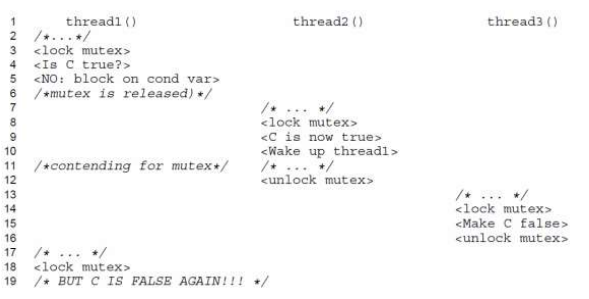 1 thread1() thread2() thread3()
2 /*...*/
3 <lock mutex>
4 <Is C true?>
5 <NO: block on cond var>
6 /*mutex is released)*/
7 /* ... */
8 <lock mutex>
9 <C is now true>
10 <Wake up thread1>
11 /*contending for mutex*/ /* ... */
12 <unlock mutex>
13 /* ... */
14 <lock mutex>
15 <Make C false>
16 <unlock mutex>
17 /* ... */
18 <lock mutex>
19 /* BUT C IS FALSE AGAIN!!! */